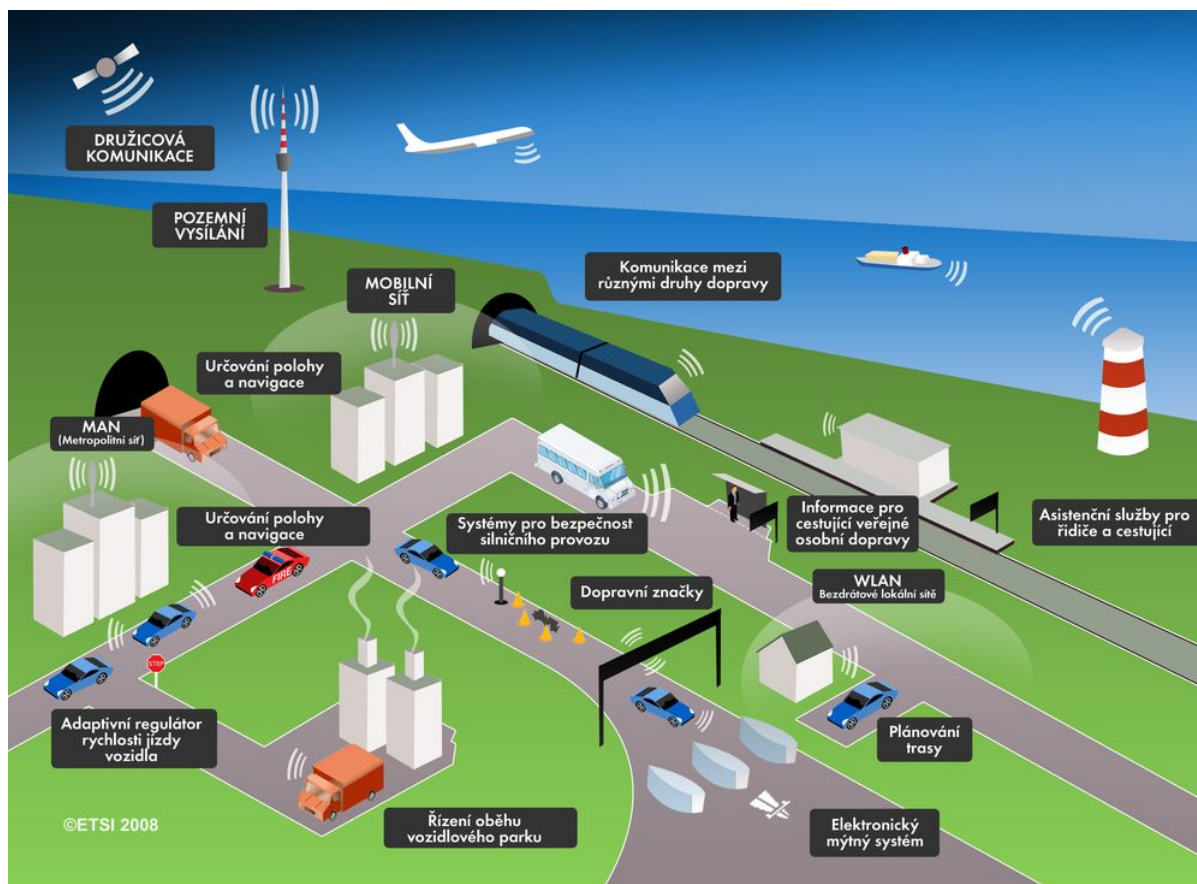 DRUŽICOVÁ
KOMUNIKACE
POZEMNÍ
VYSÍLÁNÍ
MOBILNÍ
SÍŤ
Komunikace mezi
různými druhy dopravy
Určování polohy
a navigace
MAN
(Metropolitní síť)
Určování polohy
a navigace
FIRE
Systémy pro bezpečnost
silničního provozu
Informace pro
cestující veřejné
osobní dopravy
Asistenční služby pro
řidiče a cestující
WLAN
Bezdrátové lokální sítě
Dopravní značky
STOP
Adaptivní regulátor
rychlosti jízdy
vozidla
Plánování
trasy
Řízení oběhu
vozidlového parku
Elektronický
mýtný systém
©ETSI 2008